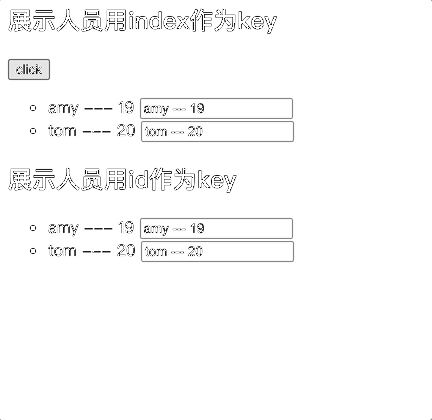 展示人员用index作为key
click
amy --- 19 amy --- 19
tom --- 20 tom --- 20
展示人员用id作为key
amy --- 19 amy --- 19
tom --- 20 tom --- 20